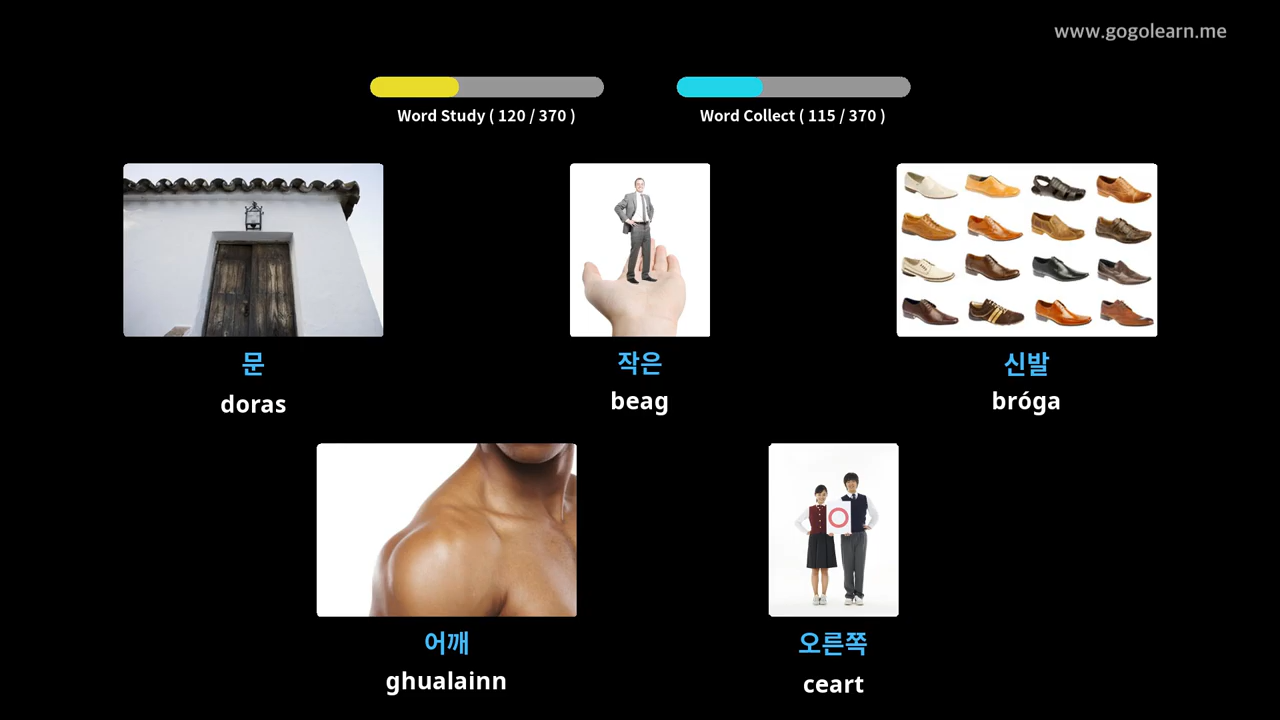 www.gogolearn.me
Word Study ( 120 / 370 )
Word Collect ( 115 / 370 )
문
doras
작은
beag
신발
bróga
어깨
ghualainn
오른쪽
ceart